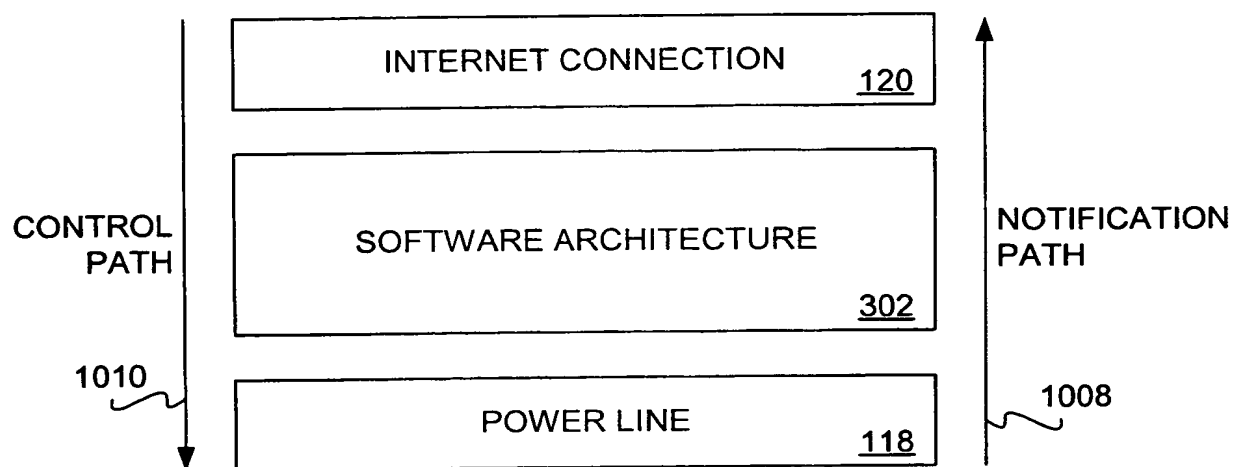 INTERNET CONNECTION
120
CONTROL
PATH
SOFTWARE ARCHITECTURE
302
NOTIFICATION
PATH
1010
POWER LINE
118
1008